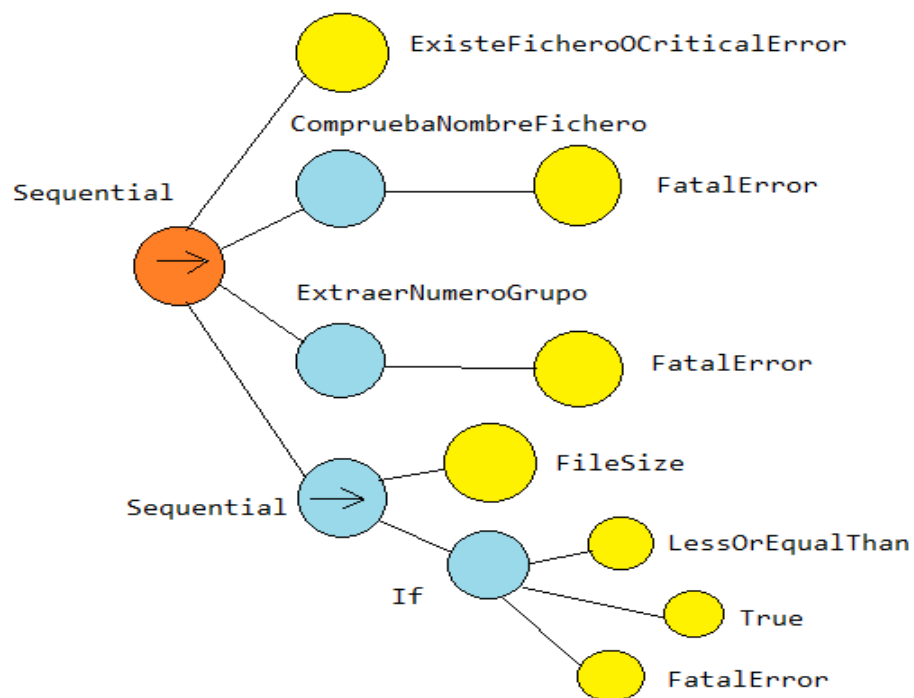 ExisteFicheroOCriticalError
CompruebaNombreFichero
Sequential
FatalError
ExtraerNumeroGrupo
FatalError
FileSize
Sequential
LessOrEqualThan
If
True
FatalError